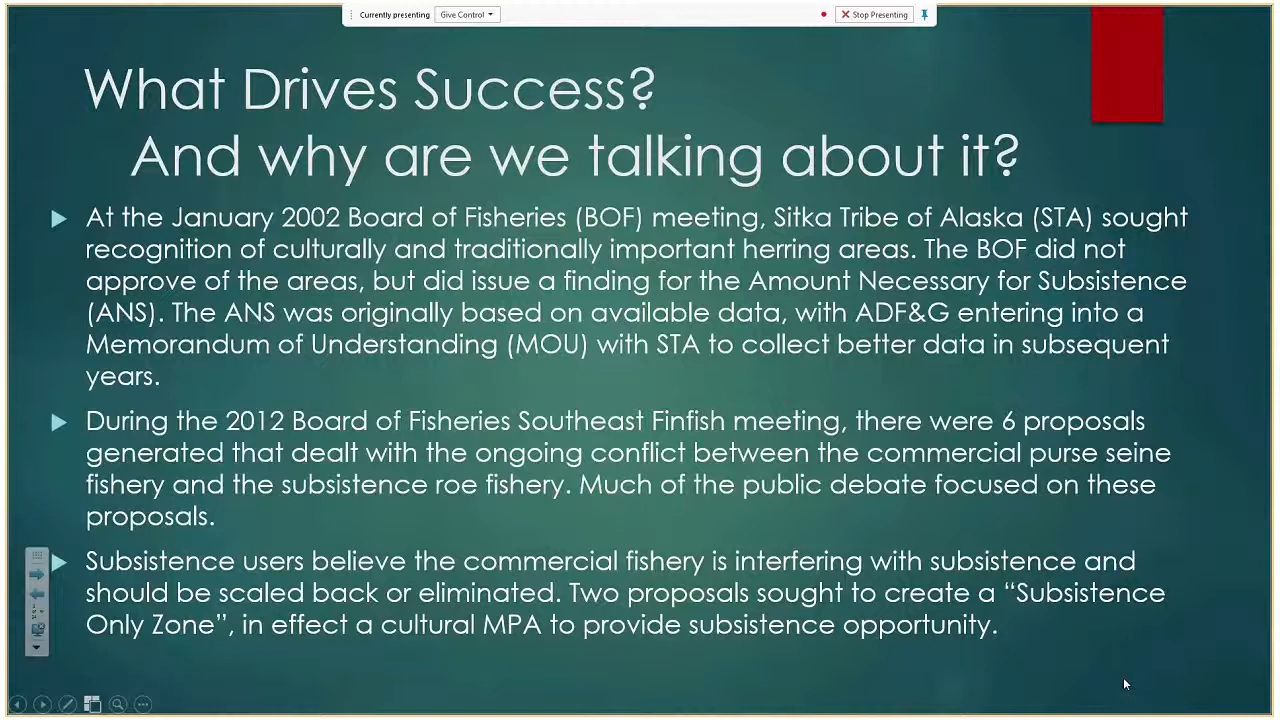 Currently presenting
Give Control
Stop Presenting
What Drives Success?
And why are we talking about it?
At the January 2002 Board of Fisheries (BOF) meeting, Sitka Tribe of Alaska (STA) sought
recognition of culturally and traditionally important herring areas. The BOF did not
approve of the areas, but did issue a finding for the Amount Necessary for Subsistence
(ANS). The ANS was originally based on available data, with ADF&G entering into a
Memorandum of Understanding (MOU) with STA to collect better data in subsequent
years.
During the 2012 Board of Fisheries Southeast Finfish meeting, there were 6 proposals
generated that dealt with the ongoing conflict between the commercial purse seine
fishery and the subsistence roe fishery. Much of the public debate focused on these
proposals.
Subsistence users believe the commercial fishery is interfering with subsistence and
should be scaled back or eliminated. Two proposals sought to create a “Subsistence
Only Zone”, in effect a cultural MPA to provide subsistence opportunity.